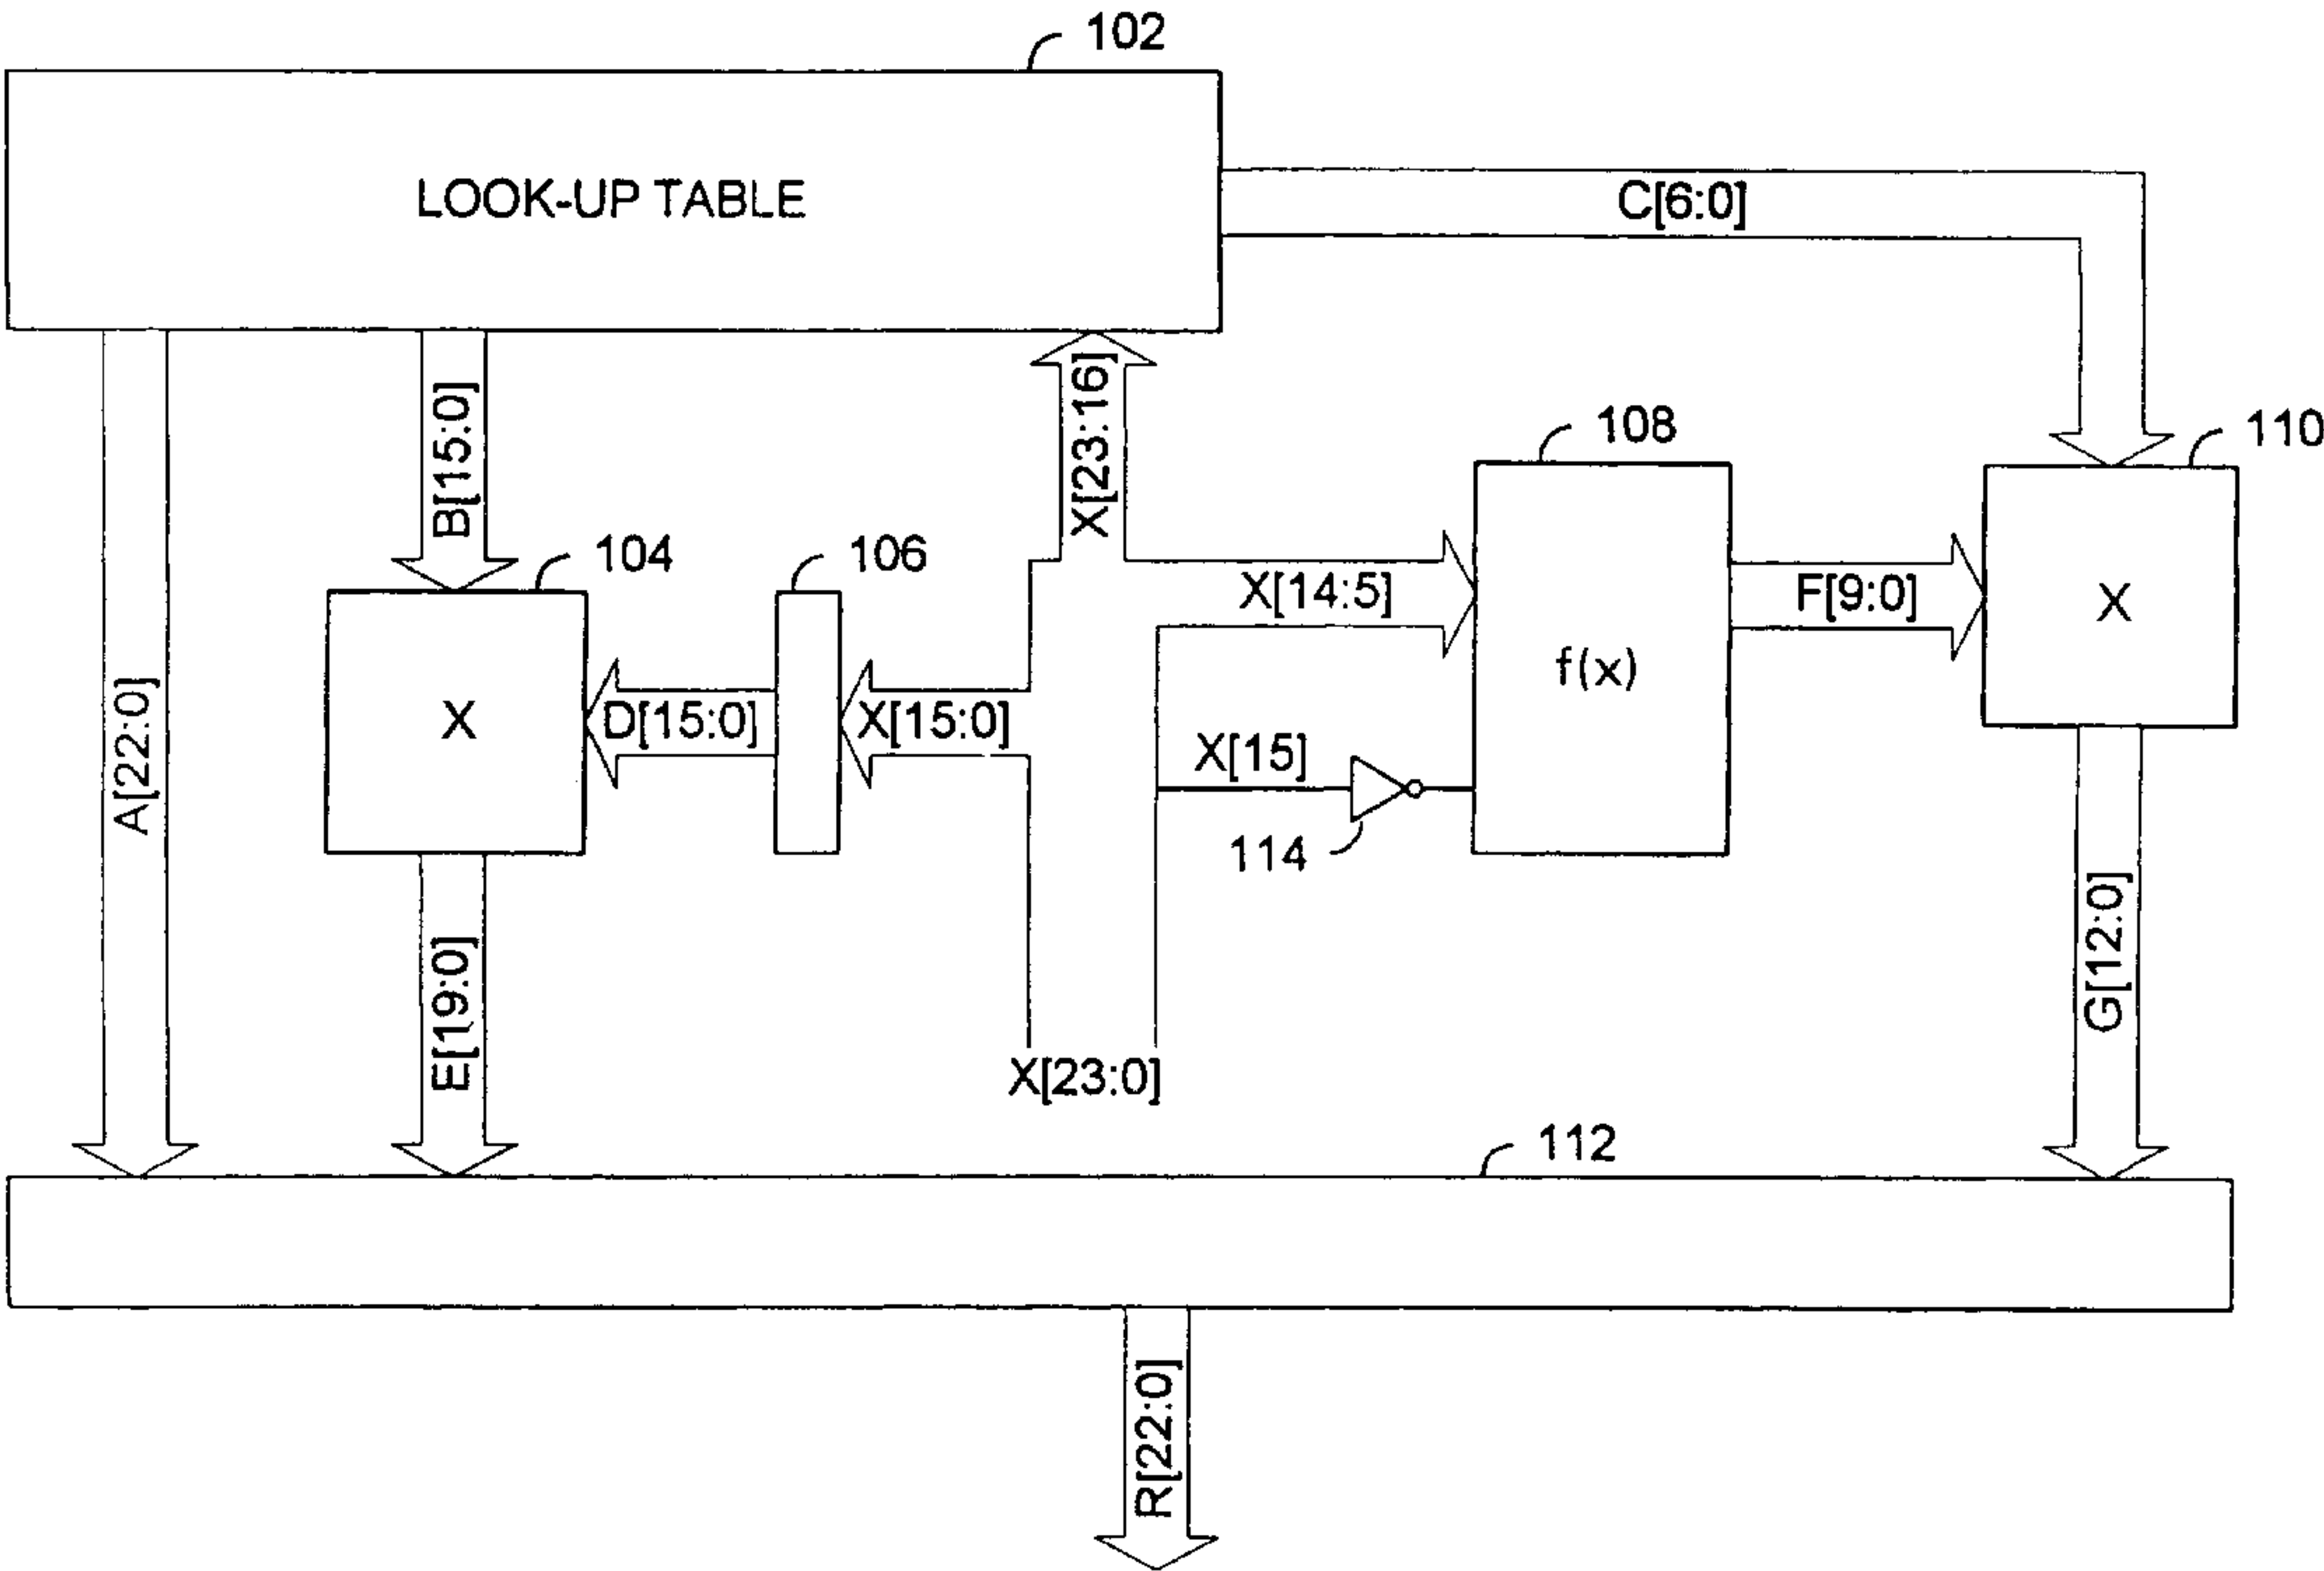 102
LOOK-UP TABLE
C[6:0]
B[15:0]
X[23:16]
108
110
104
106
X[14:5]
F[9:0]
X
f(x)
A[22:0]
X
D[15:0]
X[15:0]
X[15]
114
E[19:0]
G[12:0]
X[23:0]
112
R[22:0]